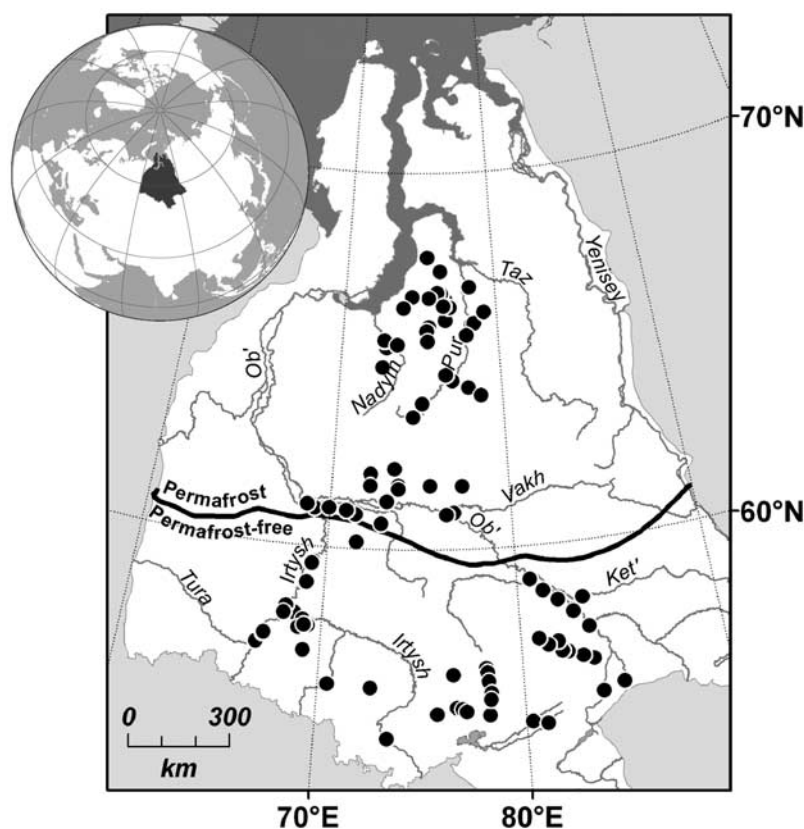 70°N
Taz
Yenisey
Ob'
Nadym
Pur
Vakh
Permafrost
60°N
Permafrost-free
Ob'
Irtysh
Ket'
Tura
Irtysh
0 300
km
70°E 80°E